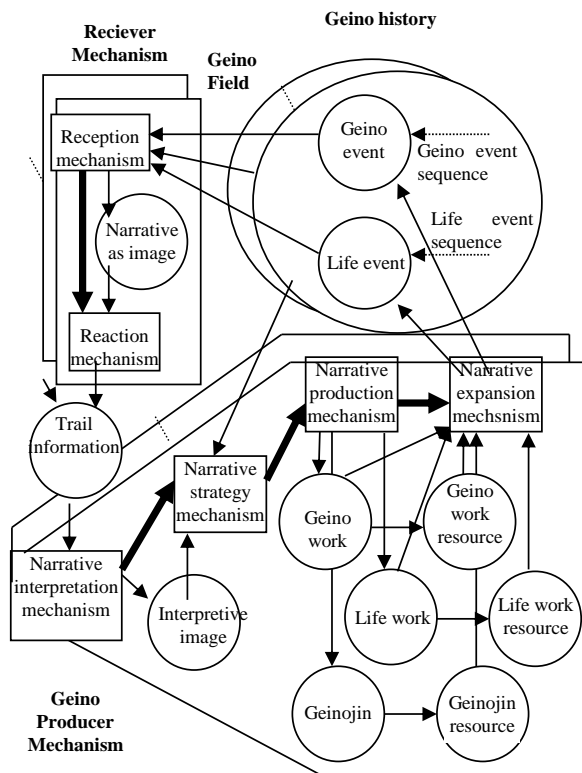 Geino history
Reciever
Mechanism
Geino
Field
Reception
mechanism
Geino
event
Geino event
sequence
Narrative
as image
Life event
sequence
Life event
Reaction
mechanism
Narrative
production
mechanism
Narrative
expansion
mechsnism
Trail
information
Narrative
strategy
mechanism
Geino
work
Geino
work
resource
Narrative
interpretation
mechanism
Interpretive
image
Life work
Life work
resource
Geino
Producer
Mechanism
Geinojin
Geinojin
resource